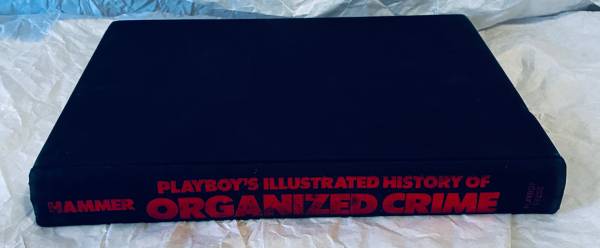 HAMMER
PLAYBOY'S ILLUSTRATED HISTORY OF
ORGANIZED CRIME